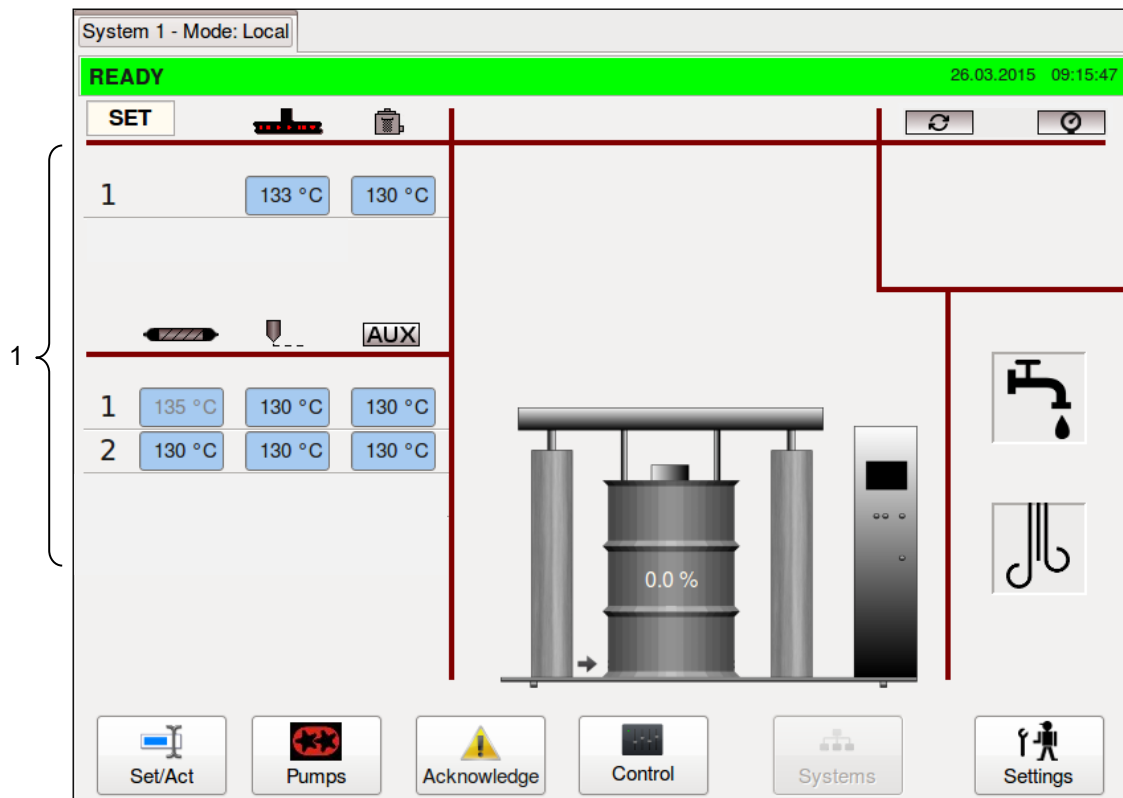 System 1 - Mode: Local
READY 26.03.2015 09:15:47
SET
1 133 °C 130 °C
AUX
1
1 135 °C 130 °C 130 °C
2 130 °C 130 °C 130 °C
0.0 %
Set/Act Pumps Acknowledge Control Systems Settings